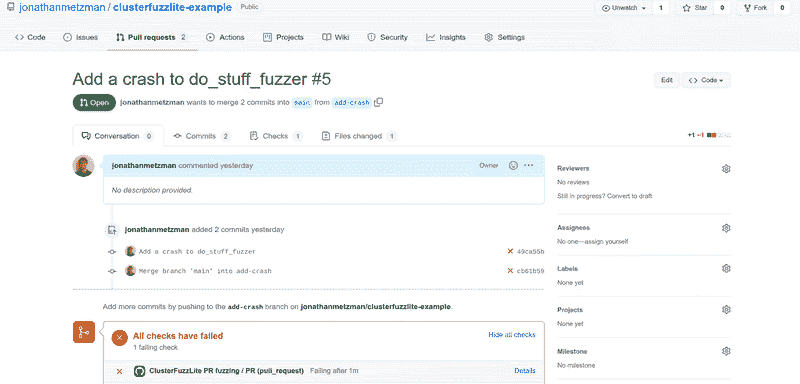 jonathanmetzman / clusterfuzzlite-example Public
Unwatch 1 Star 0 Fork 0
Code Issues Pull requests 2 Actions Projects Wiki Security Insights Settings
Add a crash to do_stuff_fuzzer #5
Edit Code
Open jonathanmetzman wants to merge 2 commits into main from add-crash
Conversation 0 Commits 2 Checks 1 Files changed 1
+1 −1
jonathanmetzman commented yesterday Owner
No description provided.
Reviewers
No reviews
Still in progress? Convert to draft
jonathanmetzman added 2 commits yesterday
Add a crash to do_stuff_fuzzer 49ca55b
Merge branch 'main' into add-crash cb61b59
Assignees
No one—assign yourself
Labels
None yet
Add more commits by pushing to the add-crash branch on jonathanmetzman/clusterfuzzlite-example.
Projects
None yet
All checks have failed Hide all checks
1 failing check
Milestone
No milestone
ClusterFuzzLite PR fuzzing / PR (pull_request) Failing after 1m Details